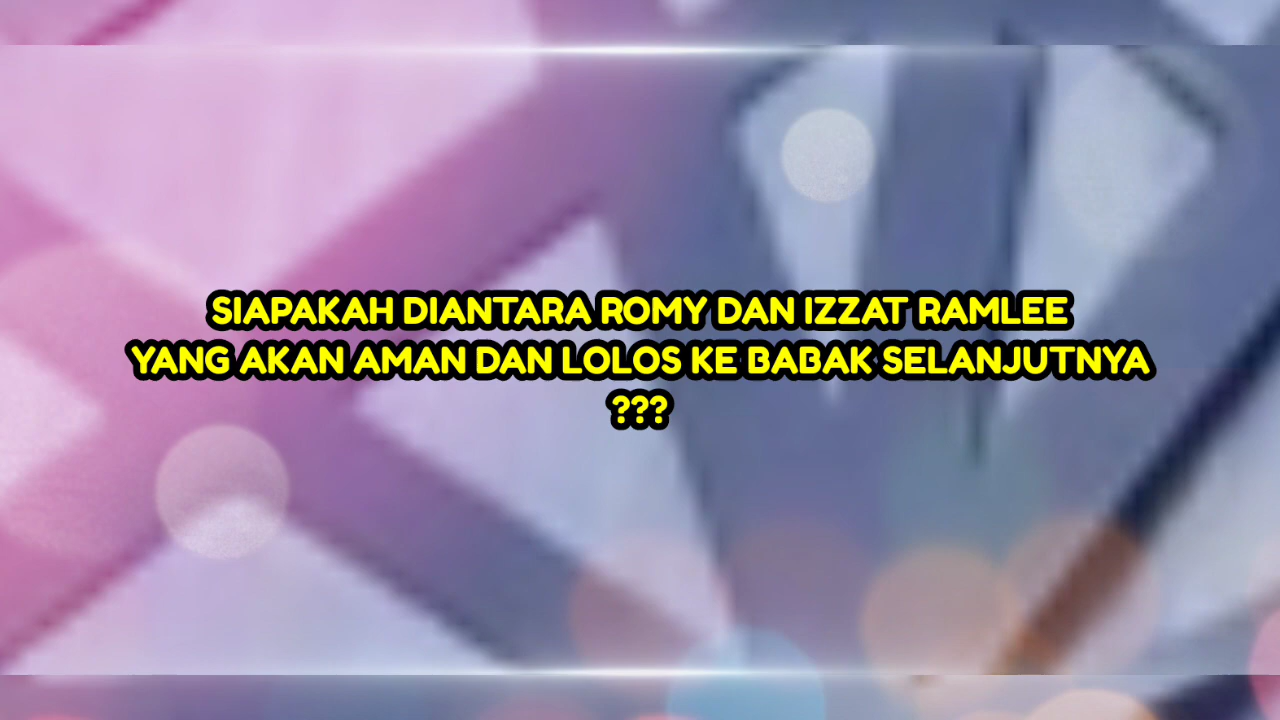 SIAPAKAH DIANTARA ROMY DAN IZZAT RAMLEE
YANG AKAN AMAN DAN LOLOS KE BABAK SELANJUTNYA
???